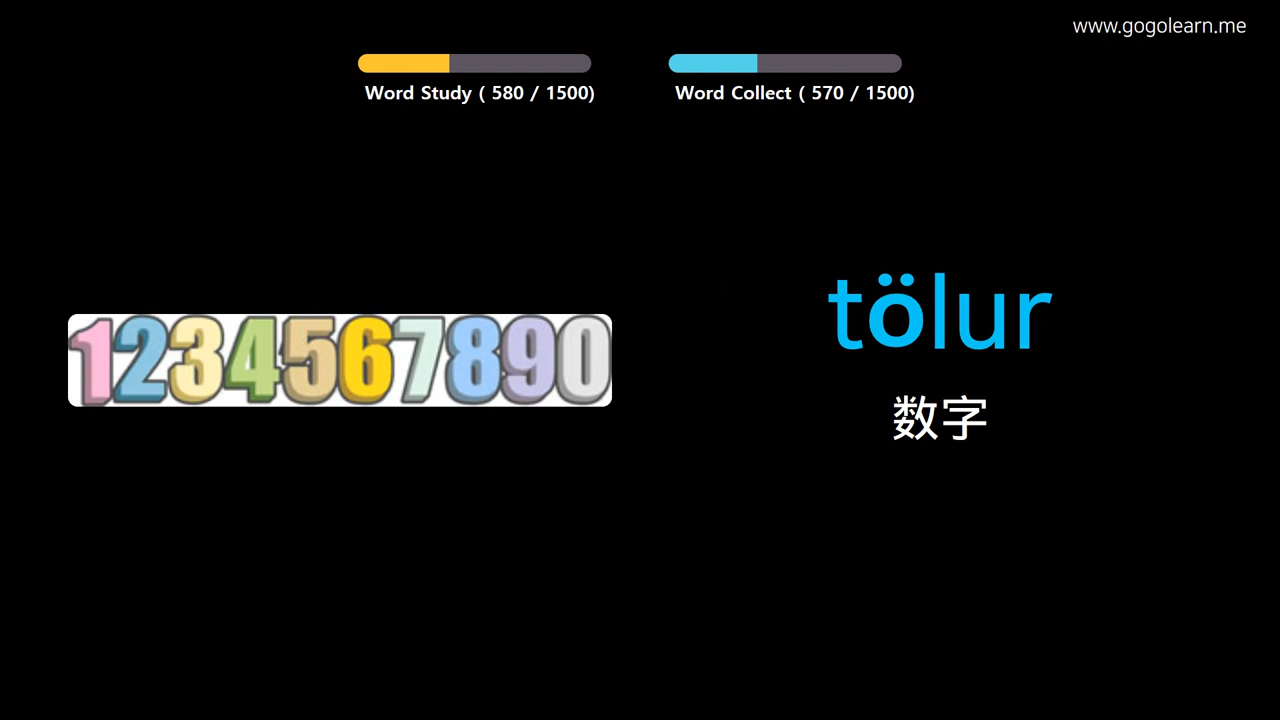 www.gogolearn.me
Word Study ( 580 / 1500)
Word Collect ( 570 / 1500)
1234567890
tölur
数字